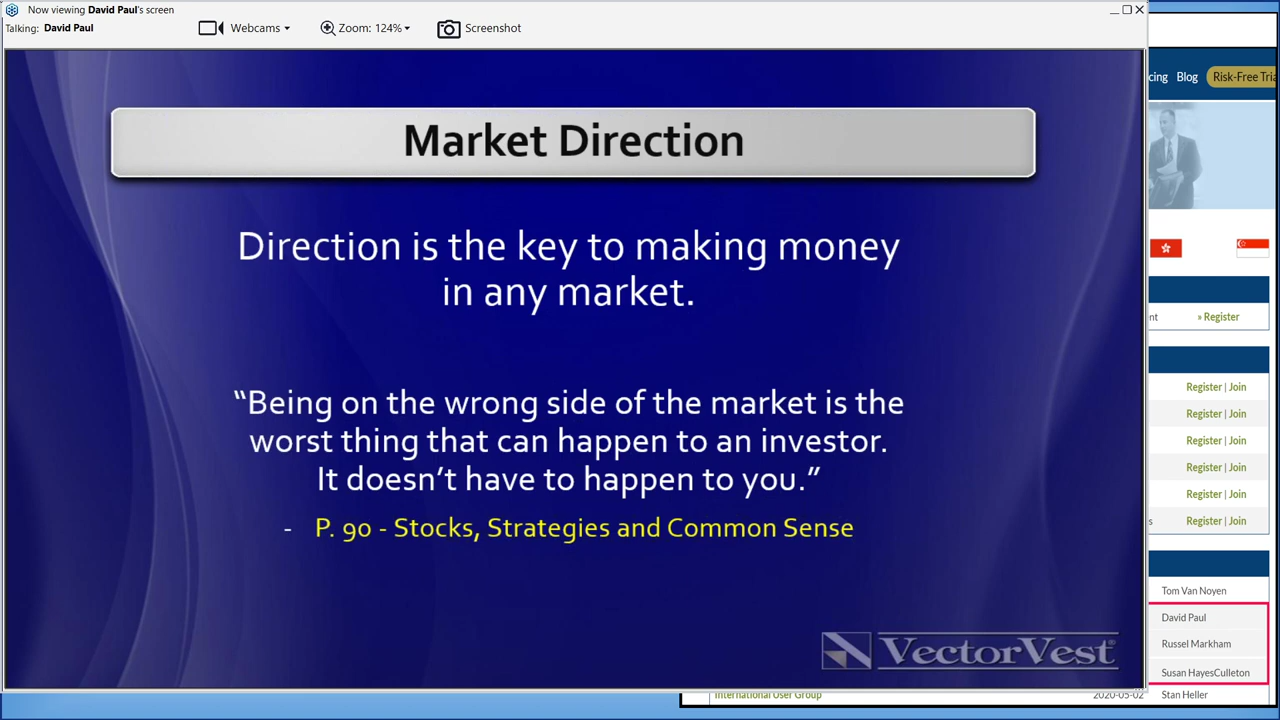 Now viewing David Paul's screen
Talking: David Paul
Webcams
Zoom: 124%
Screenshot
Market Direction
Direction is the key to making money
in any market.
“Being on the wrong side of the market is the
worst thing that can happen to an investor.
It doesn’t have to happen to you.”
- P. 90 - Stocks, Strategies and Common Sense
VectorVest
cing Blog Risk-Free Tria
nt » Register
Register | Join
Register | Join
Register | Join
Register | Join
Register | Join
s Register | Join
Tom Van Noyen
David Paul
Russel Markham
Susan HayesCulleton
International User Group 2020-05-02 Stan Heller